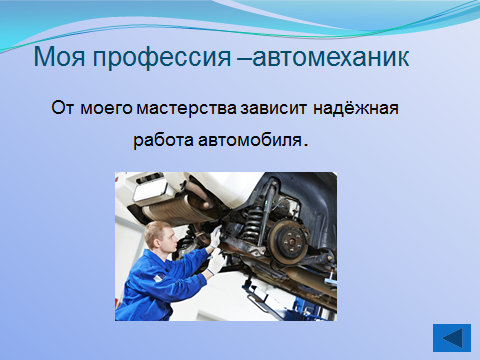 Моя профессия –автомеханик
От моего мастерства зависит надёжная
работа автомобиля.